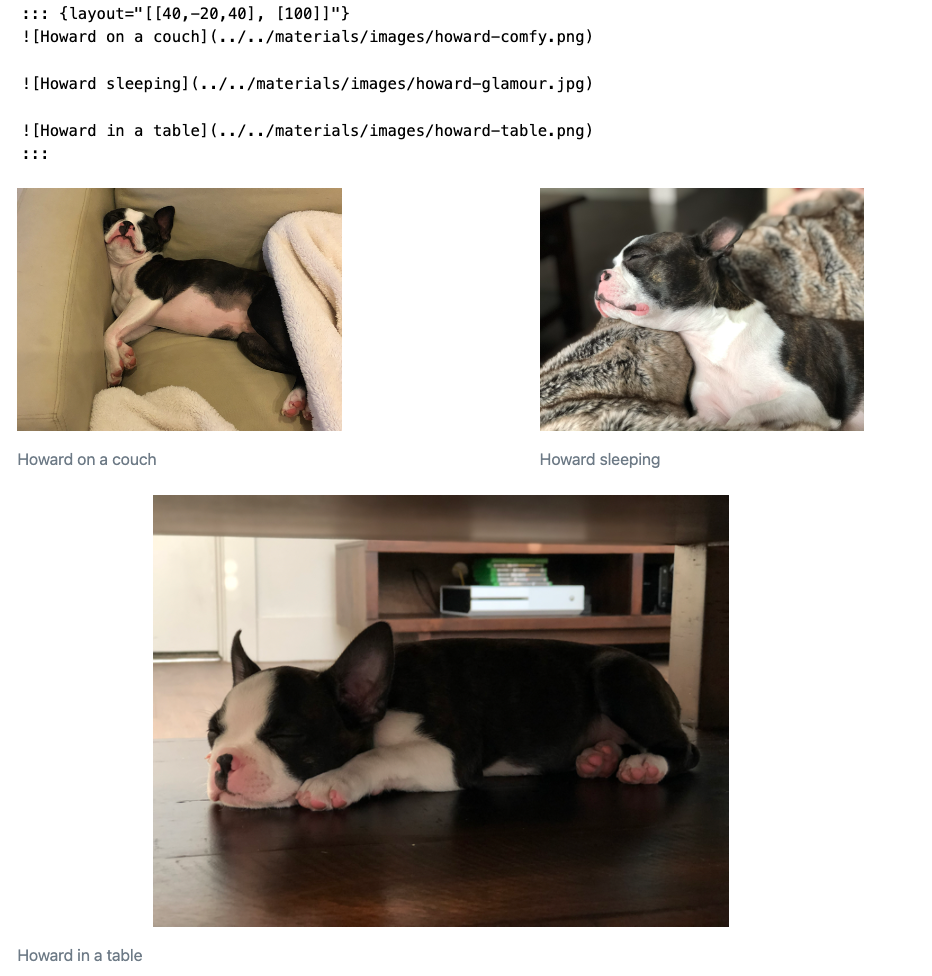 ::: {layout="[[40,-20,40], [100]]"}
![Howard on a couch](../../materials/images/howard-comfy.png)
![Howard sleeping](../../materials/images/howard-glamour.jpg)
![Howard in a table](../../materials/images/howard-table.png)
:::
Howard on a couch
Howard sleeping
Howard in a table